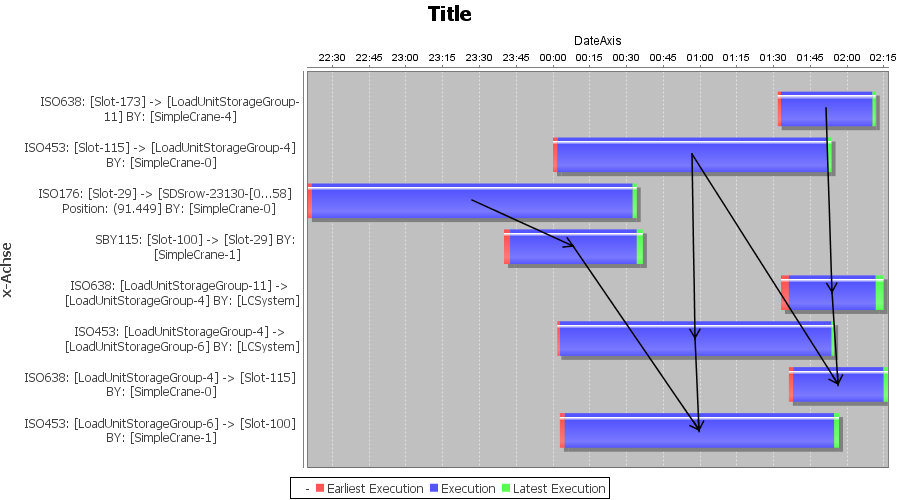 Title
DateAxis
22:30 22:45 23:00 23:15 23:30 23:45 00:00 00:15 00:30 00:45 01:00 01:15 01:30 01:45 02:00 02:15
x-Achse
ISO638: [Slot-173] -> [LoadUnitStorageGroup-
11] BY: [SimpleCrane-4]
ISO453: [Slot-115] -> [LoadUnitStorageGroup-4]
BY: [SimpleCrane-0]
ISO176: [Slot-29] -> [SDSrow-23130-[0...58]
Position: (91.449] BY: [SimpleCrane-0]
SBY115: [Slot-100] -> [Slot-29] BY:
[SimpleCrane-1]
ISO638: [LoadUnitStorageGroup-11] ->
[LoadUnitStorageGroup-4] BY: [LCSystem]
ISO453: [LoadUnitStorageGroup-4] ->
[LoadUnitStorageGroup-6] BY: [LCSystem]
ISO638: [LoadUnitStorageGroup-4] -> [Slot-115]
BY: [SimpleCrane-0]
ISO453: [LoadUnitStorageGroup-6] -> [Slot-100]
BY: [SimpleCrane-1]
- Earliest Execution Execution Latest Execution